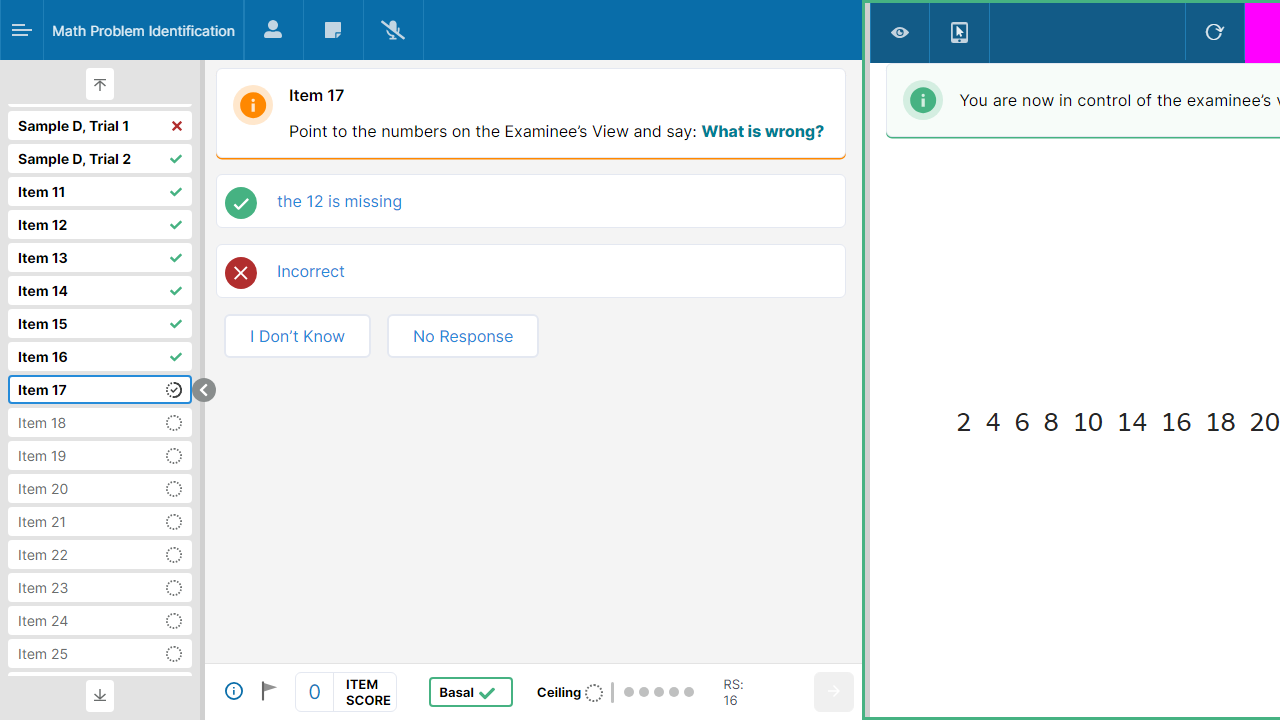 Math Problem Identification
Sample D, Trial 1
Sample D, Trial 2
Item 11
Item 12
Item 13
Item 14
Item 15
Item 16
Item 17
Item 18
Item 19
Item 20
Item 21
Item 22
Item 23
Item 24
Item 25
Item 17
Point to the numbers on the Examinee’s View and say: What is wrong?
the 12 is missing
Incorrect
I Don’t Know
No Response
0
ITEM
SCORE
Basal
Ceiling
RS:
16
You are now in control of the examinee’s
2 4 6 8 10 14 16 18 20